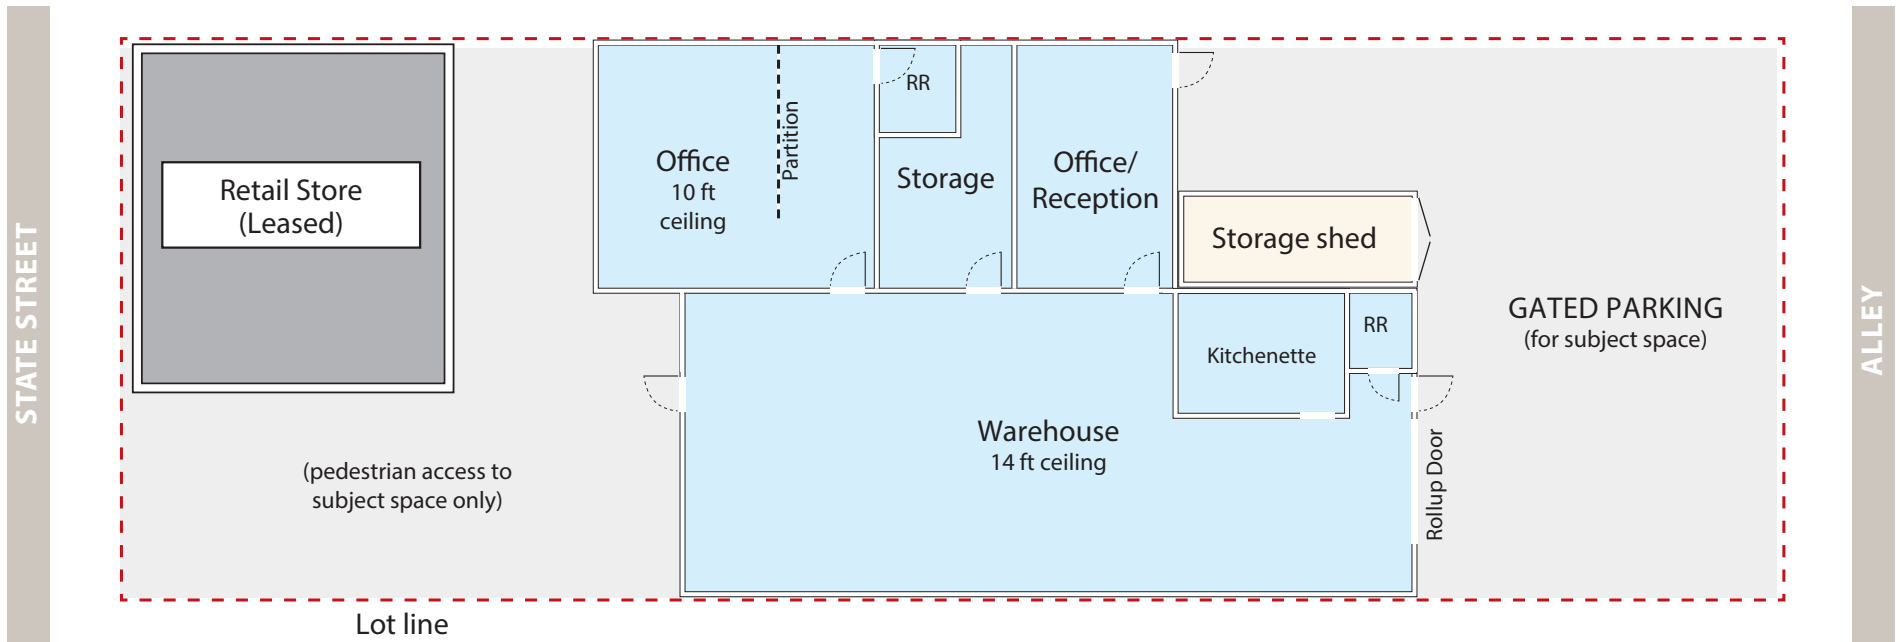 STATE STREET
Retail Store
(Leased)
(pedestrian access to
subject space only)
Lot line
Office
10 ft
ceiling
Partition
RR
Storage
Office/
Reception
Storage shed
Kitchenette
RR
Warehouse
14 ft ceiling
Rollup Door
GATED PARKING
(for subject space)
ALLEY